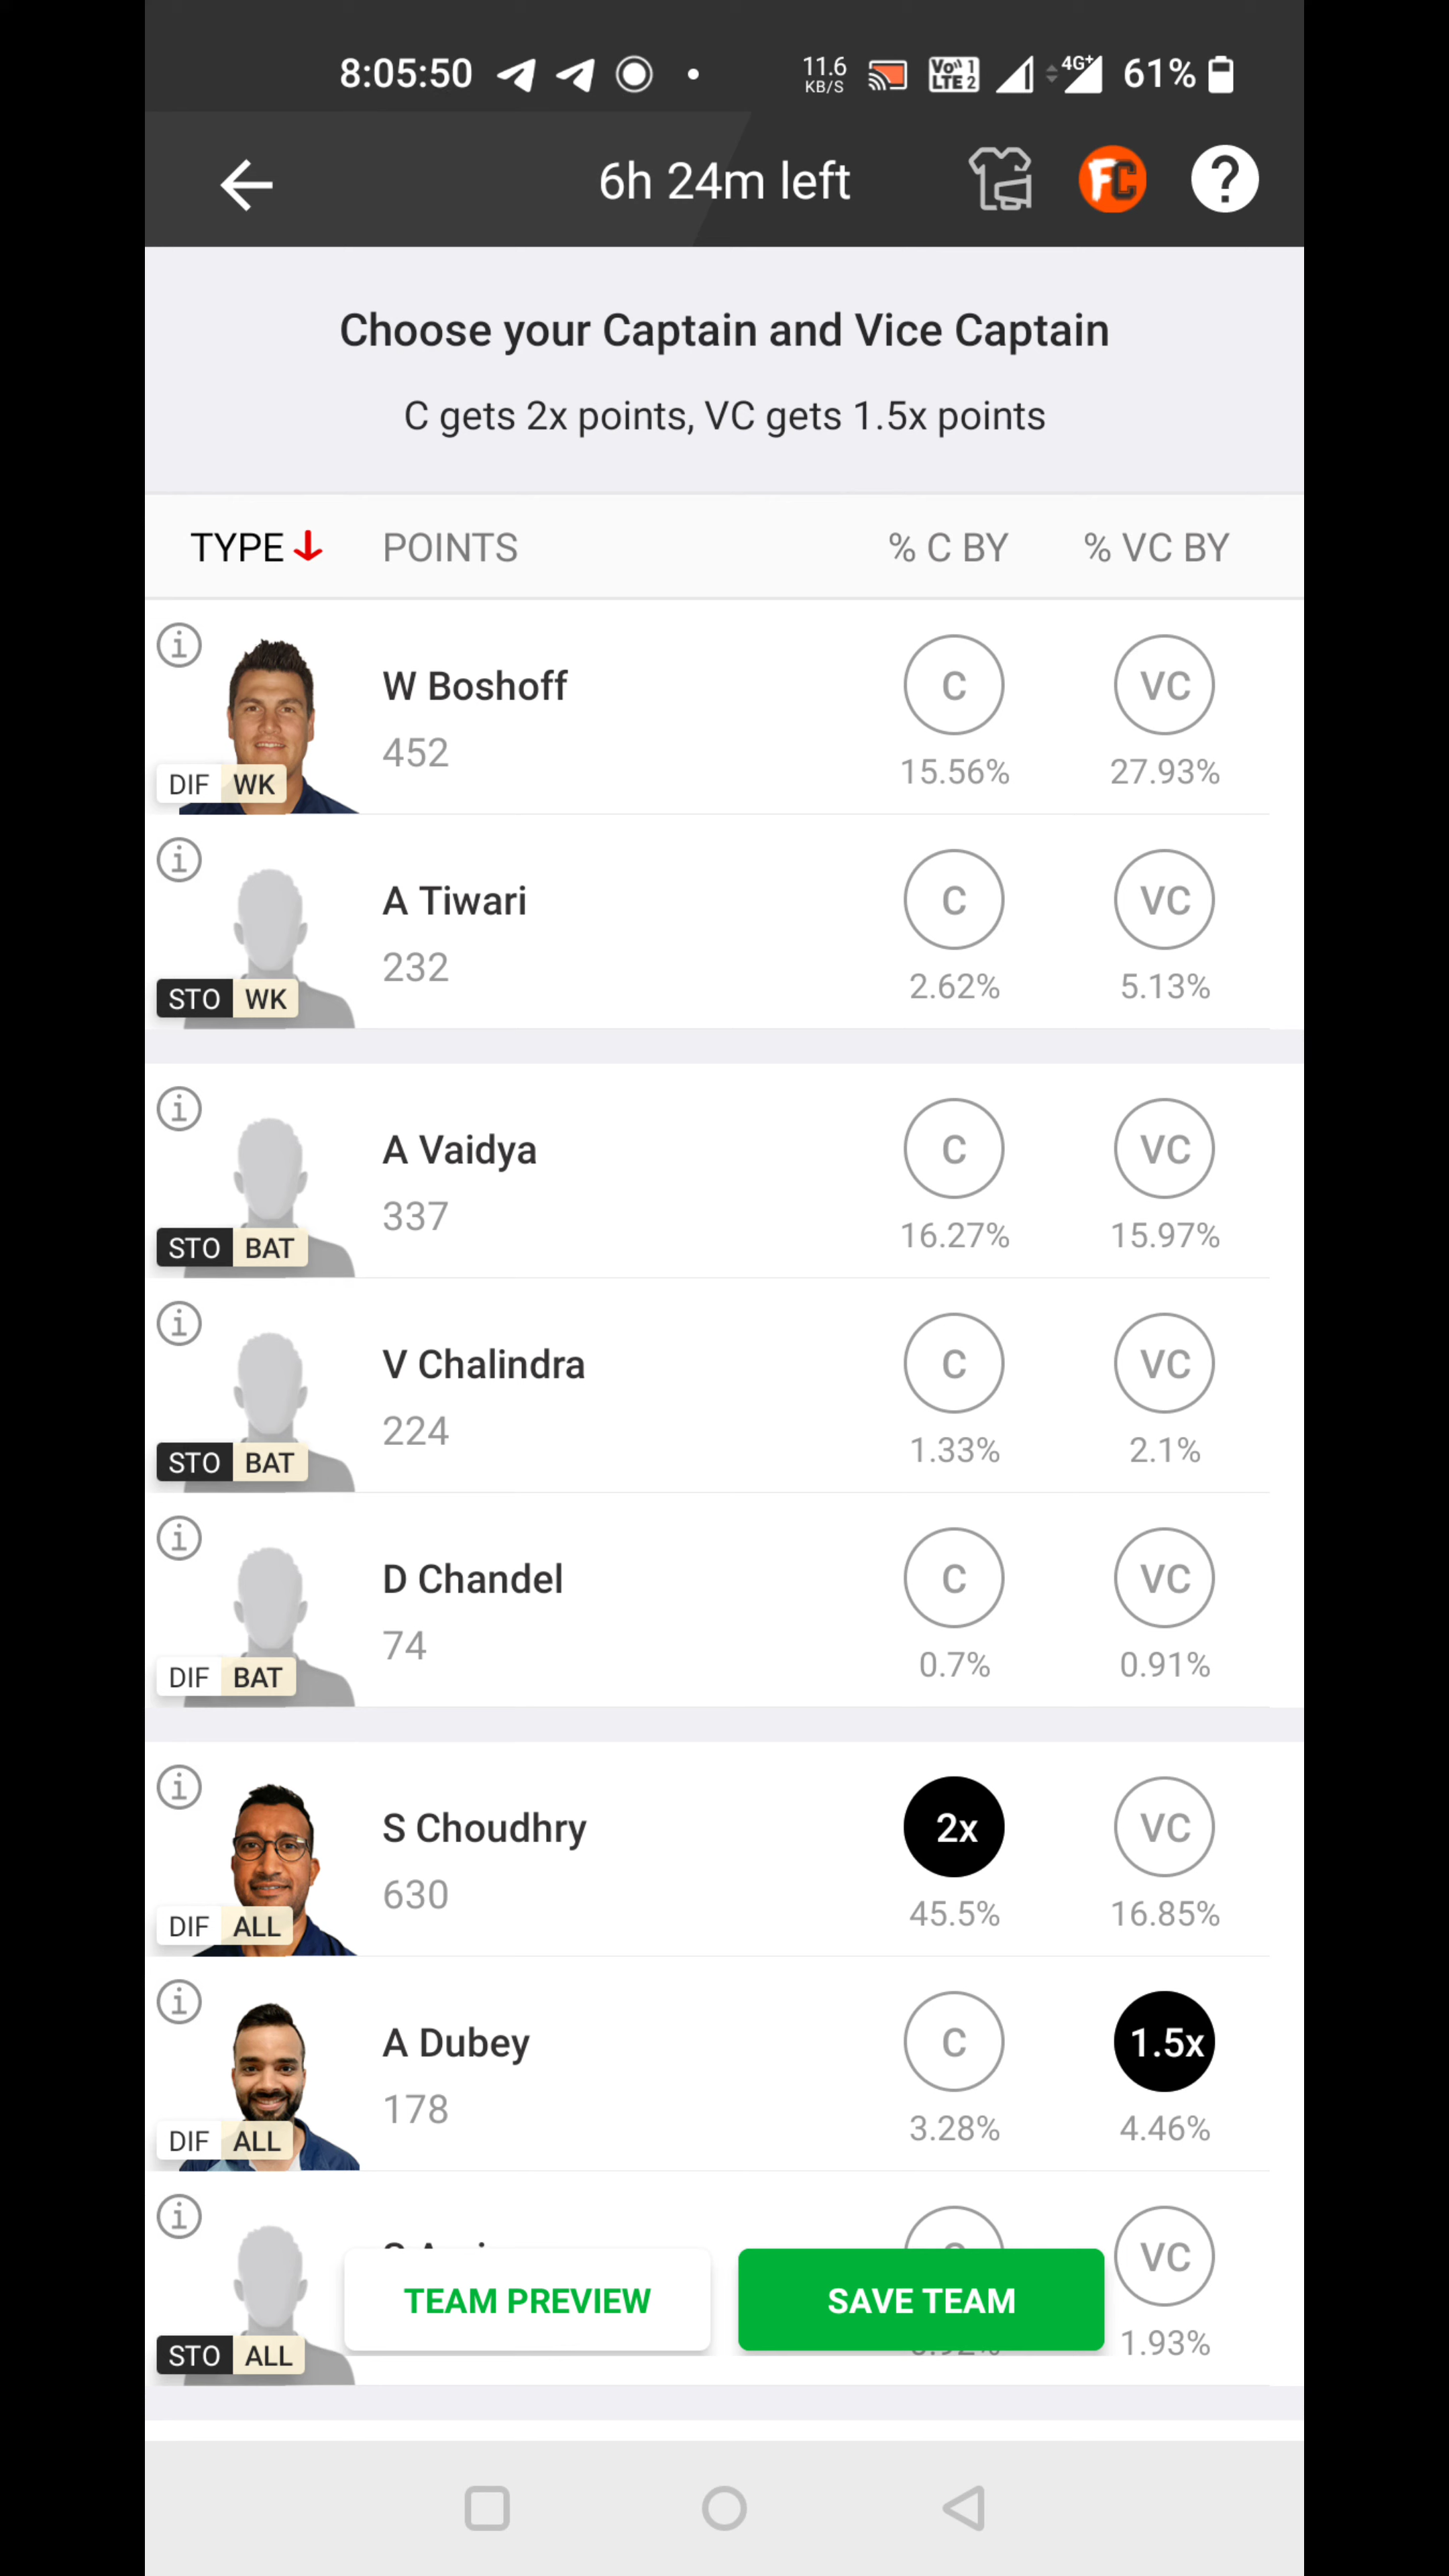 8:05:50
11.6 KB/S
Vo)) 1 LTE 2
4G+
61%
6h 24m left
FC
?
Choose your Captain and Vice Captain
C gets 2x points, VC gets 1.5x points
TYPE POINTS % C BY % VC BY
i
W Boshoff
452
DIF WK
C
15.56%
VC
27.93%
i
A Tiwari
232
STO WK
C
2.62%
VC
5.13%
i
A Vaidya
337
STO BAT
C
16.27%
VC
15.97%
i
V Chalindra
224
STO BAT
C
1.33%
VC
2.1%
i
D Chandel
74
DIF BAT
C
0.7%
VC
0.91%
i
S Choudhry
630
DIF ALL
2x
45.5%
VC
16.85%
i
A Dubey
178
DIF ALL
C
3.28%
1.5x
4.46%
i
STO ALL
VC
1.93%
TEAM PREVIEW
SAVE TEAM